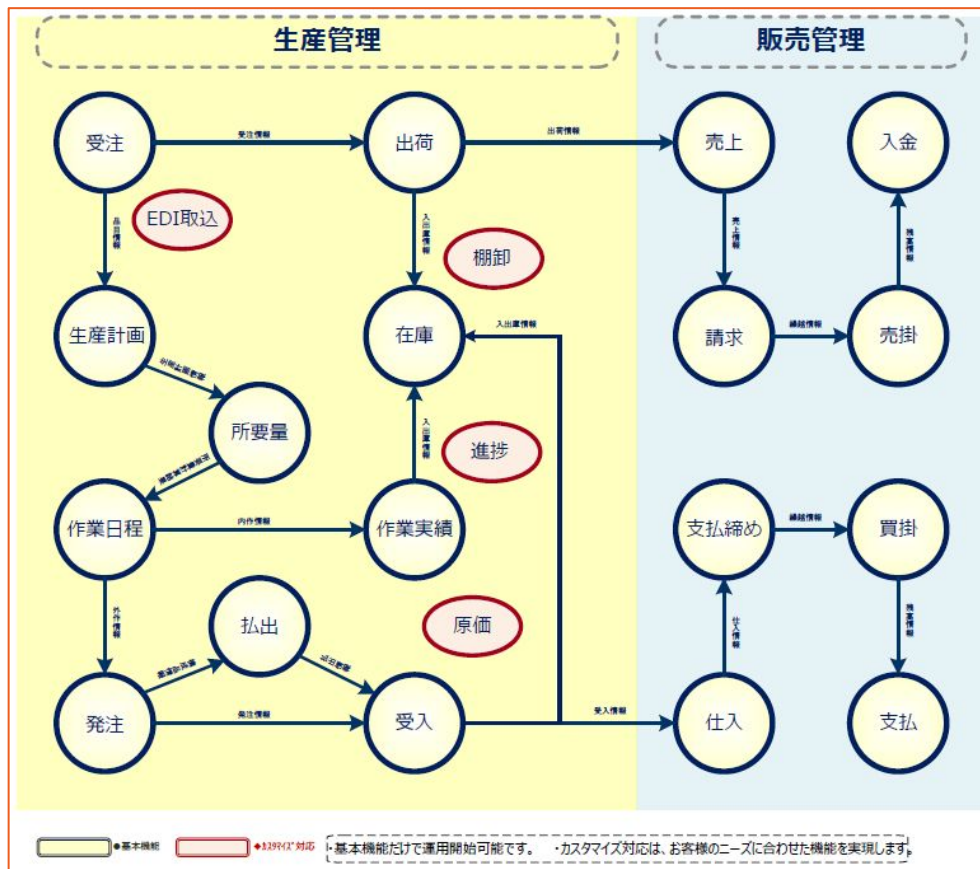 生産管理
販売管理
受注
受注情報
出荷
出荷情報
売上
入金
品目情報
EDI取込
入出庫情報
棚卸
売上情報
残高情報
生産計画
在庫
入出庫情報
請求
繰越情報
売掛
所要量
入出庫情報
進捗
作業日程
内作情報
作業実績
支払締め
繰越情報
買掛
外作情報
払出
原価
仕入情報
残高情報
発注
発注情報
受入
受入情報
仕入
支払
●基本機能
◆カスタマイズ対応
・基本機能だけで運用開始可能です。 ・カスタマイズ対応は、お客様のニーズに合わせた機能を実現します。